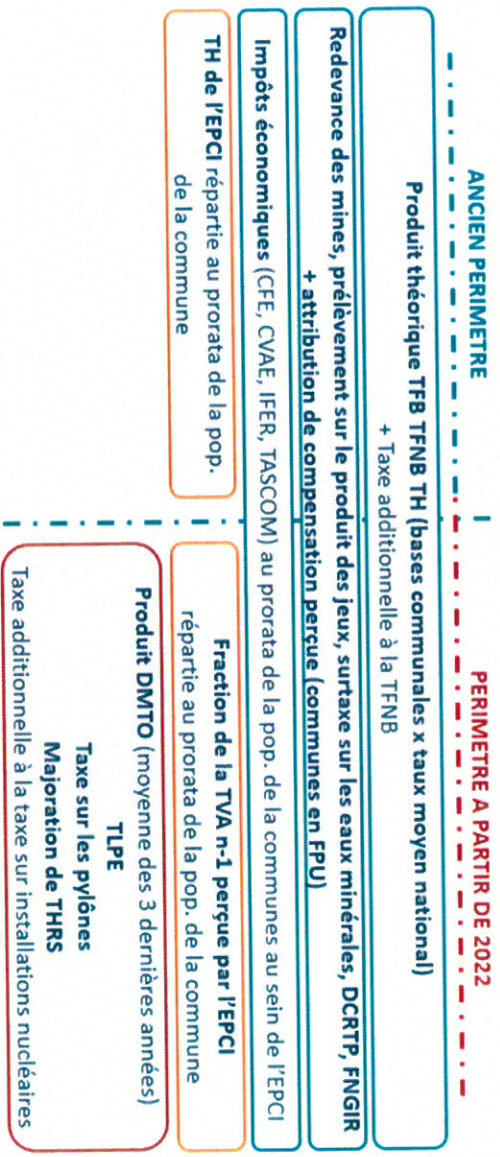 ANCIEN PERIMETRE
PERIMETRE A PARTIR DE 2022
Produit théorique TFB TFNB TH (bases communales x taux moyen national)
+ Taxe additionnelle à la TFNB
Redevance des mines, prélèvement sur le produit des jeux, surtaxe sur les eaux minérales, DCRTP, FNGIR
+ attribution de compensation perçue (communes en FPU)
Impôts économiques (CFE, CVAE, IFER, TASCOM) au prorata de la pop. de la communes au sein de l'EPCI
TH de l'EPCI répartie au prorata de la pop.
de la commune
Fraction de la TVA n-1 perçue par l'EPCI
répartie au prorata de la pop. de la commune
Produit DMTO (moyenne des 3 dernières années)
TLPE
Taxe sur les pylônes
Majoration de THRS
Taxe additionnelle à la taxe sur installations nucléaires